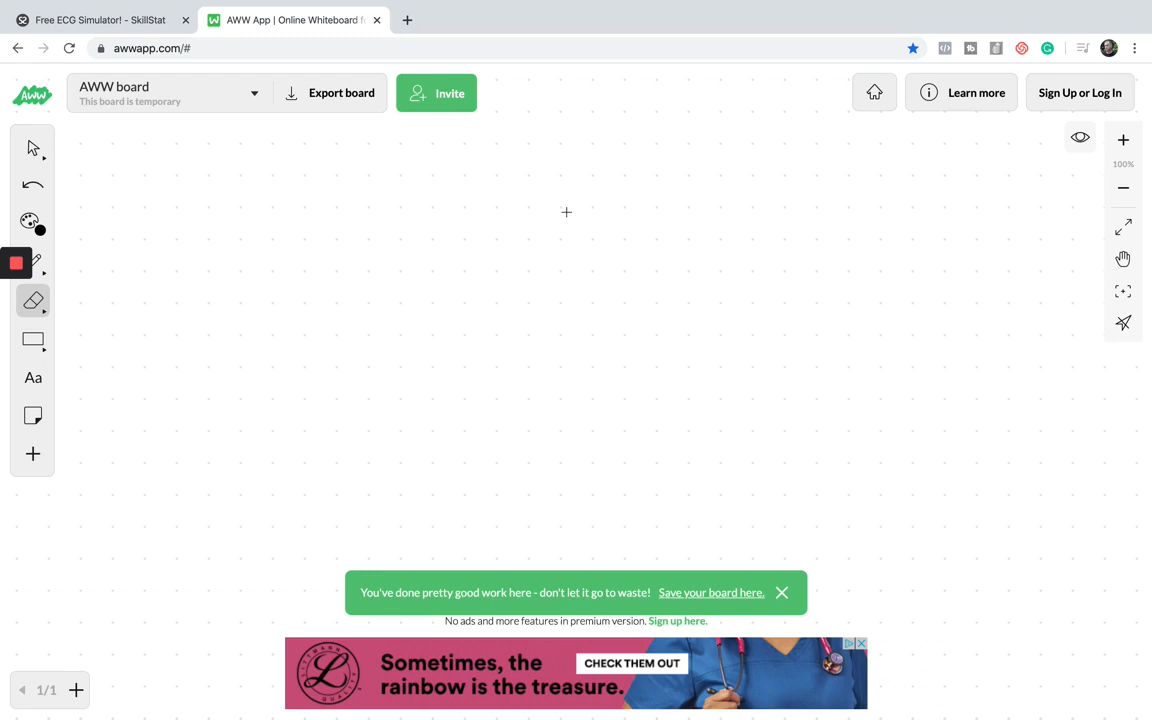 Free ECG Simulator! - SkillStat
AWW App | Online Whiteboard f
awwapp.com/#
AWW
AWW board
This board is temporary
Export board
Invite
Learn more
Sign Up or Log In
100%
Aa
You've done pretty good work here - don't let it go to waste! Save your board here.
No ads and more features in premium version. Sign up here.
Sometimes, the
rainbow is the treasure.
CHECK THEM OUT
1/1